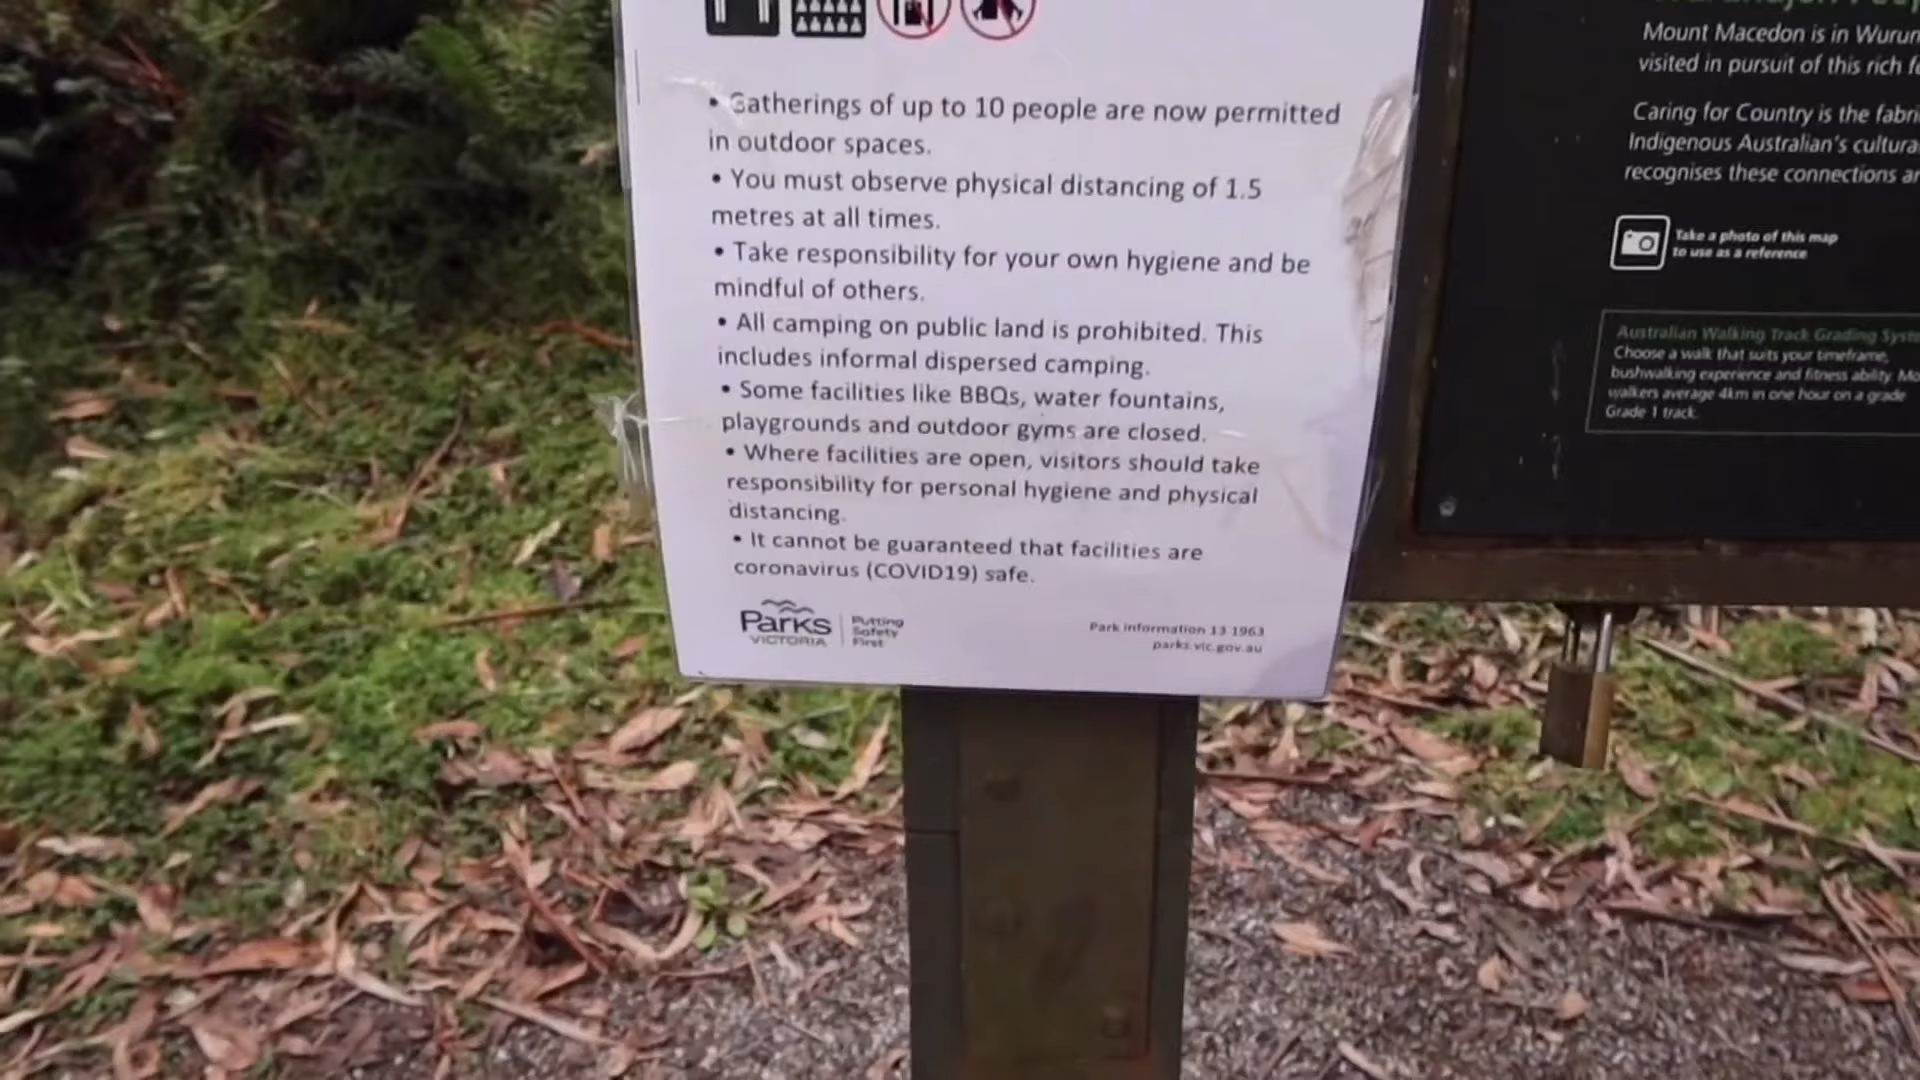 • Gatherings of up to 10 people are now permitted
in outdoor spaces.
• You must observe physical distancing of 1.5
metres at all times.
• Take responsibility for your own hygiene and be
mindful of others.
• All camping on public land is prohibited. This
includes informal dispersed camping.
• Some facilities like BBQs, water fountains,
playgrounds and outdoor gyms are closed.
• Where facilities are open, visitors should take
responsibility for personal hygiene and physical
distancing.
• It cannot be guaranteed that facilities are
coronavirus (COVID19) safe.
Parks
VICTORIA
Putting
Safety
First
Park information 13 1963
parks.vic.gov.au
Mount Macedon is in
visited in pursuit of this rich
Caring for Country is the
Indigenous Australian's
recognises these connections
Take a photo of this map
to use as a reference
Australian Walking Track Grading
Choose a walk that suits your timeframe,
bushwalking experience and fitness ability.
walkers average 4km in one hour on a grade
Grade 1 track.